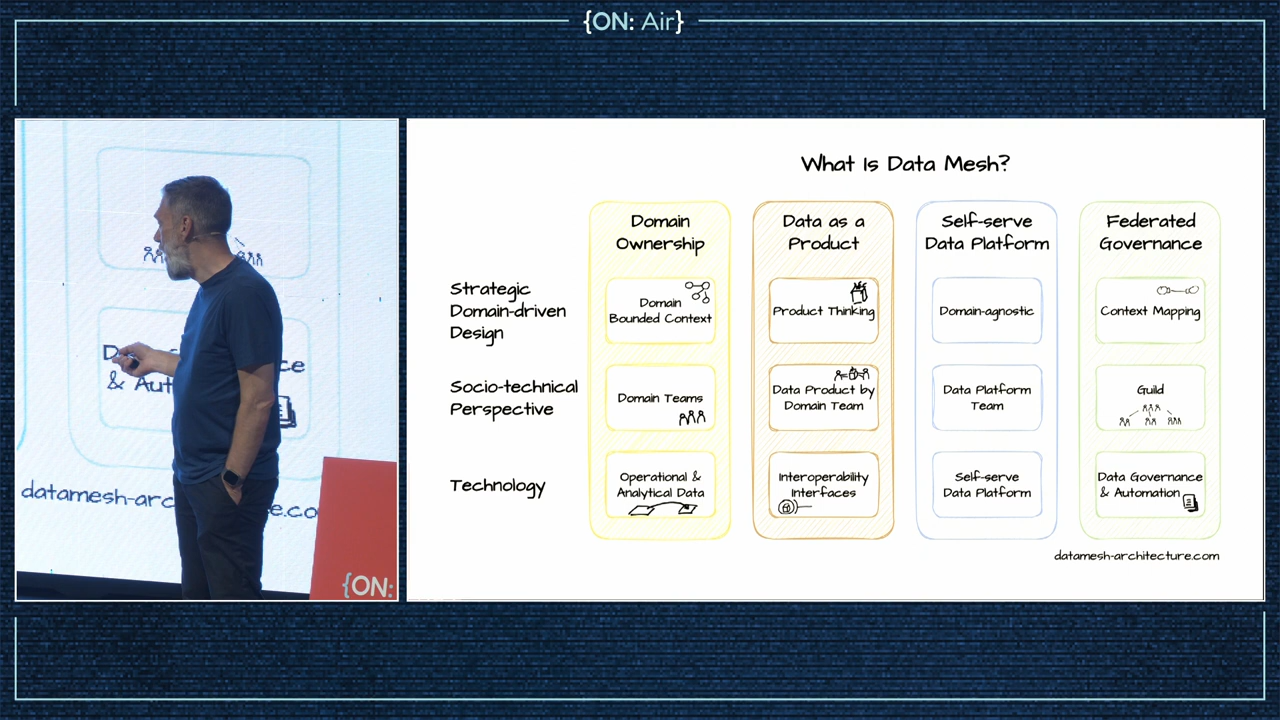 {ON: Air}
What Is Data Mesh?
Domain
Ownership
Data as a
Product
Self-serve
Data Platform
Federated
Governance
Strategic
Domain-driven
Design
Domain
Bounded Context
Product Thinking
Domain-agnostic
Context Mapping
Socio-technical
Perspective
Domain Teams
Data Product by
Domain Team
Data Platform
Team
Guild
Technology
Operational &
Analytical Data
Interoperability
Interfaces
Self-serve
Data Platform
Data Governance
& Automation
datamesh-architecture.com
& Aut
datamesh-arc
e.co
{ON: